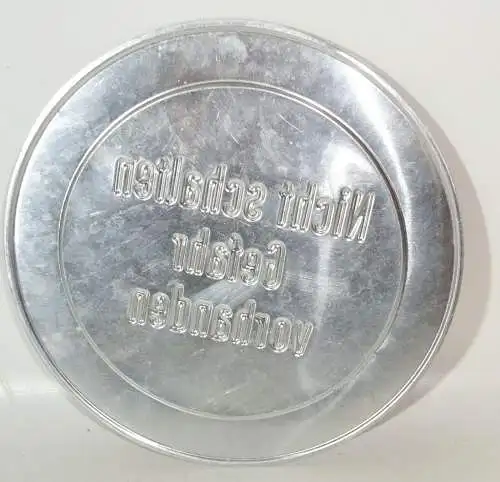 Nicht schalten
Gefahr
vorhanden